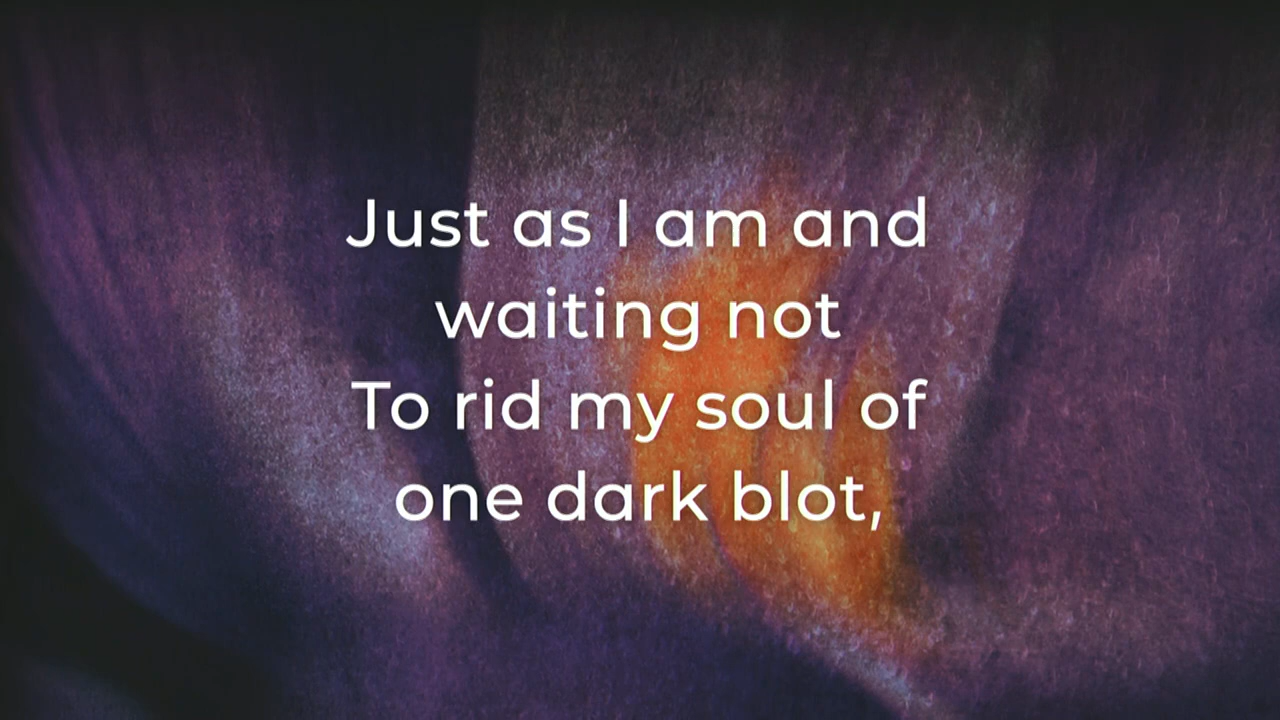 Just as I am and
waiting not
To rid my soul of
one dark blot,